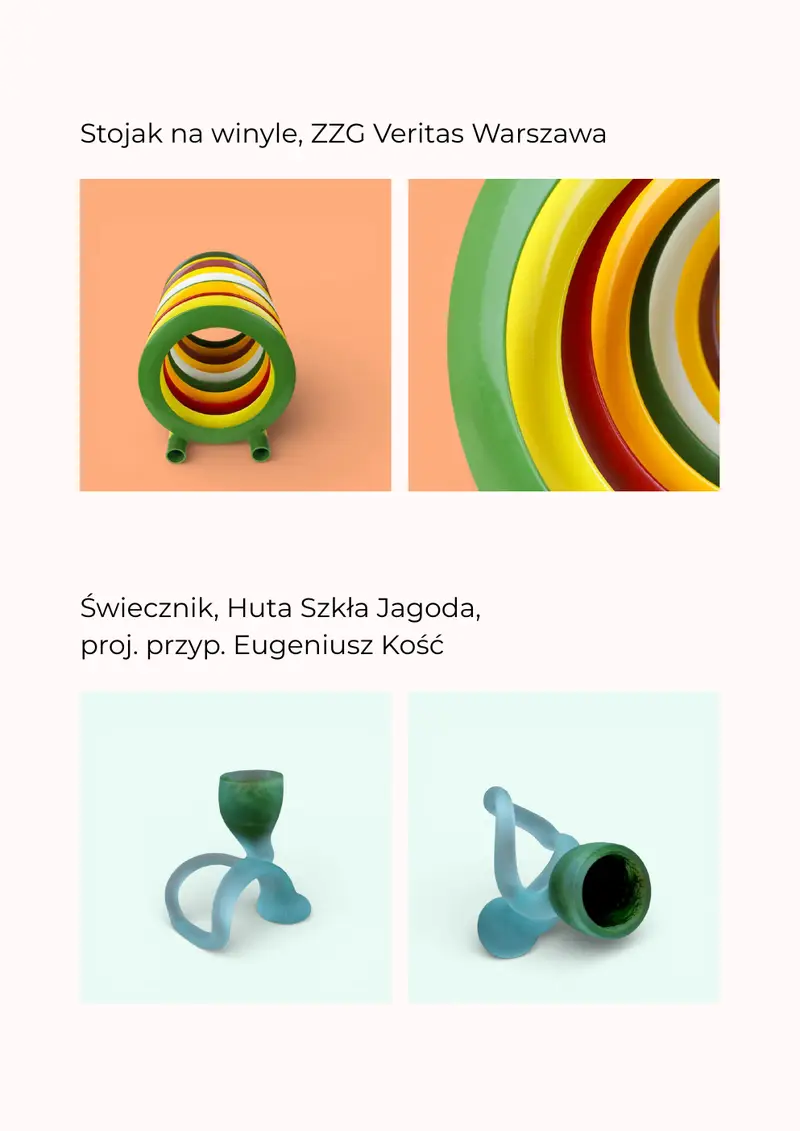 Stojak na winyle, ZZG Veritas Warszawa
Świecznik, Huta Szkła Jagoda,
proj. przyp. Eugeniusz Kość